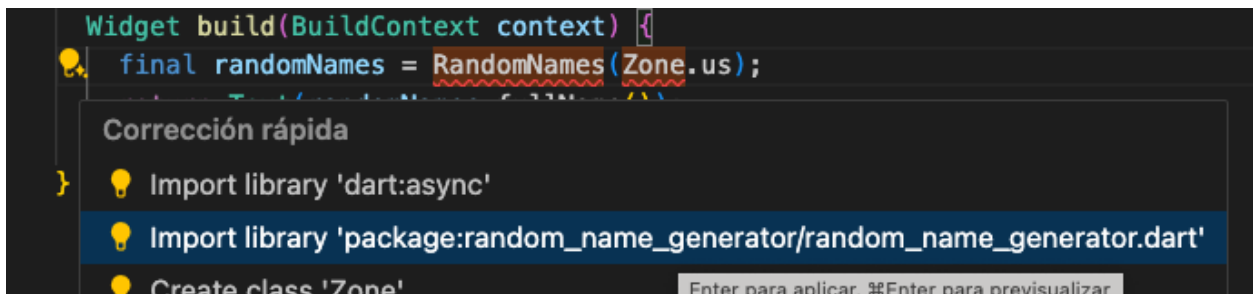 Widget build(BuildContext context) {
final randomNames = RandomNames(Zone.us);
Corrección rápida
}
Import library 'dart:async'
Import library 'package:random_name_generator/random_name_generator.dart'
Create class 'Zone'
Enter para aplicar, ⌘Enter para previsualizar